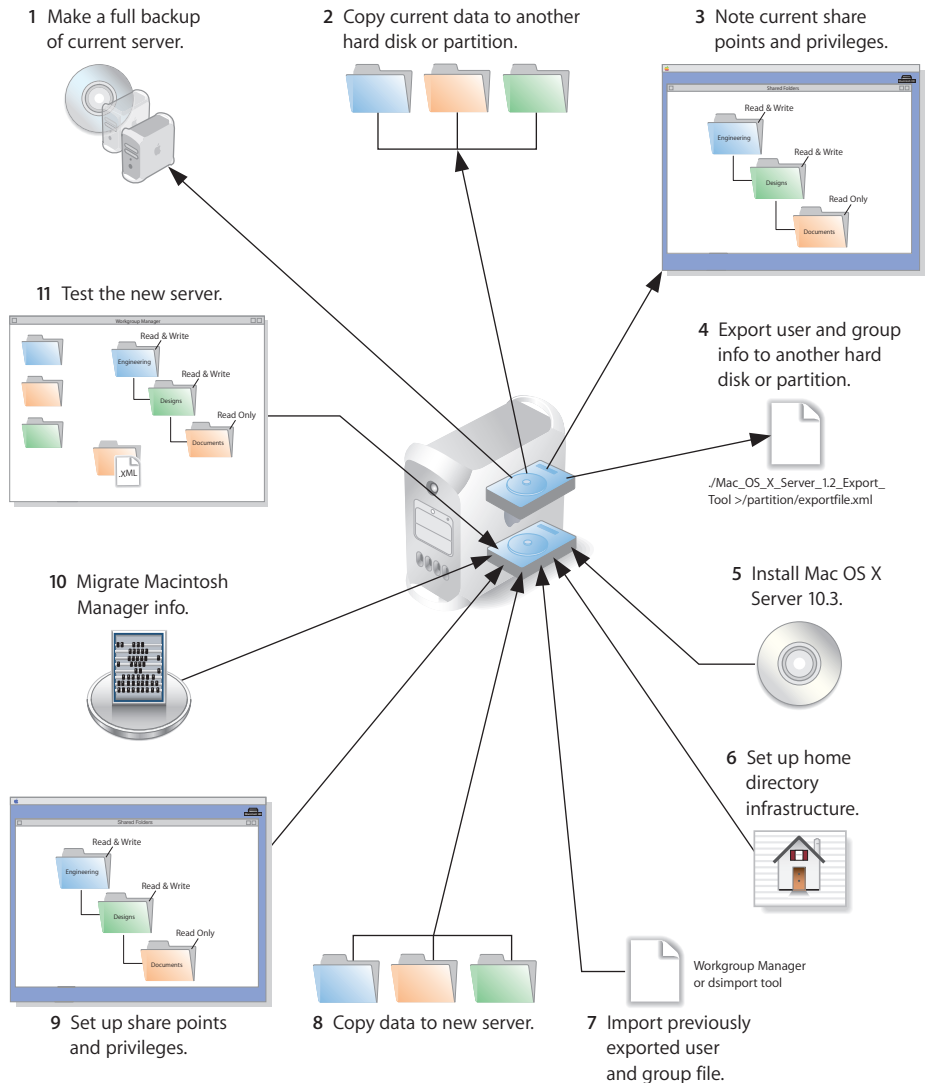 1 Make a full backup
of current server.
2 Copy current data to another
hard disk or partition.
3 Note current share
points and privileges.
Shared Folders
Read & Write
Engineering
Read & Write
Designs
Read Only
Documents
4 Export user and group
info to another hard
disk or partition.
./Mac_OS_X_Server_1.2_Export_
Tool >/partition/exportfile.xml
5 Install Mac OS X
Server 10.3.
6 Set up home
directory
infrastructure.
Workgroup Manager
or dsimport tool
7 Import previously
exported user
and group file.
8 Copy data to new server.
Shared Folders
Read & Write
Engineering
Read & Write
Designs
Read Only
Documents
9 Set up share points
and privileges.
10 Migrate Macintosh
Manager info.
11 Test the new server.
Workgroup Manager
Read & Write
Engineering
Read & Write
Designs
Read Only
Documents
.XML